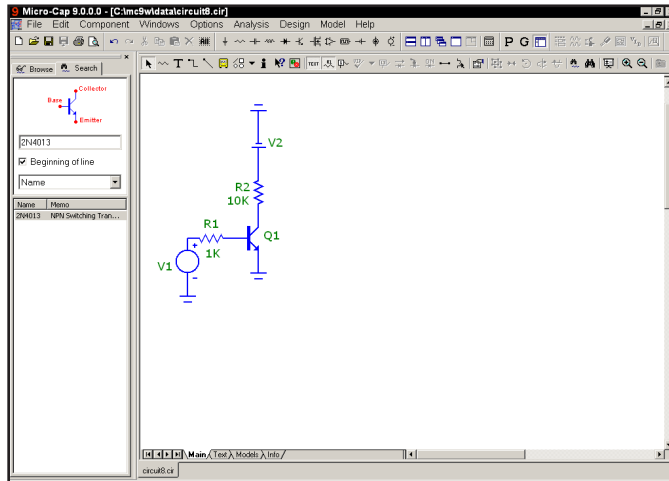 9 Micro-Cap 9.0.0.0 - [C:\mc9w\data\circuit8.cir]
File Edit Component Windows Options Analysis Design Model Help
T P G
Browse Search
TEXT
Collector
Base
Emitter
2N4013
Beginning of line
Name
Name Memo
2N4013 NPN Switching Tran...
V2
R2
10K
R1
Q1
1K
V1
+
-
Main Text Models Info
circuit8.cir